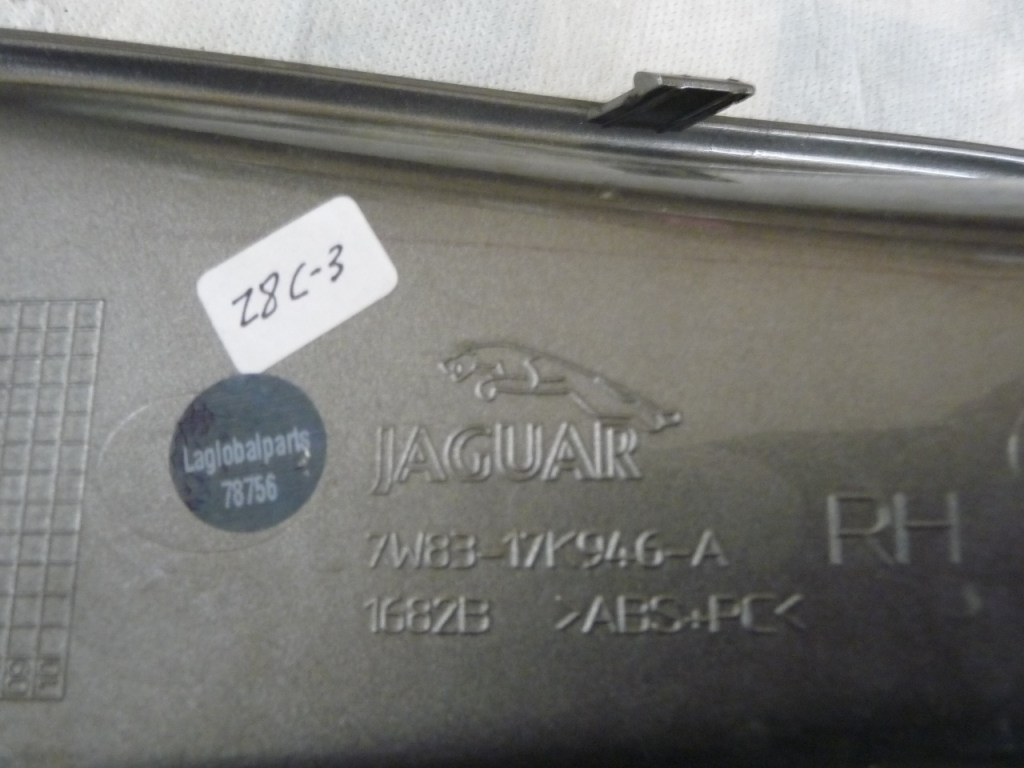 Z8C-3
Laglobalparts
78756
JAGUAR
7W83-17K946-A
RH
1682B >ABS+PC<